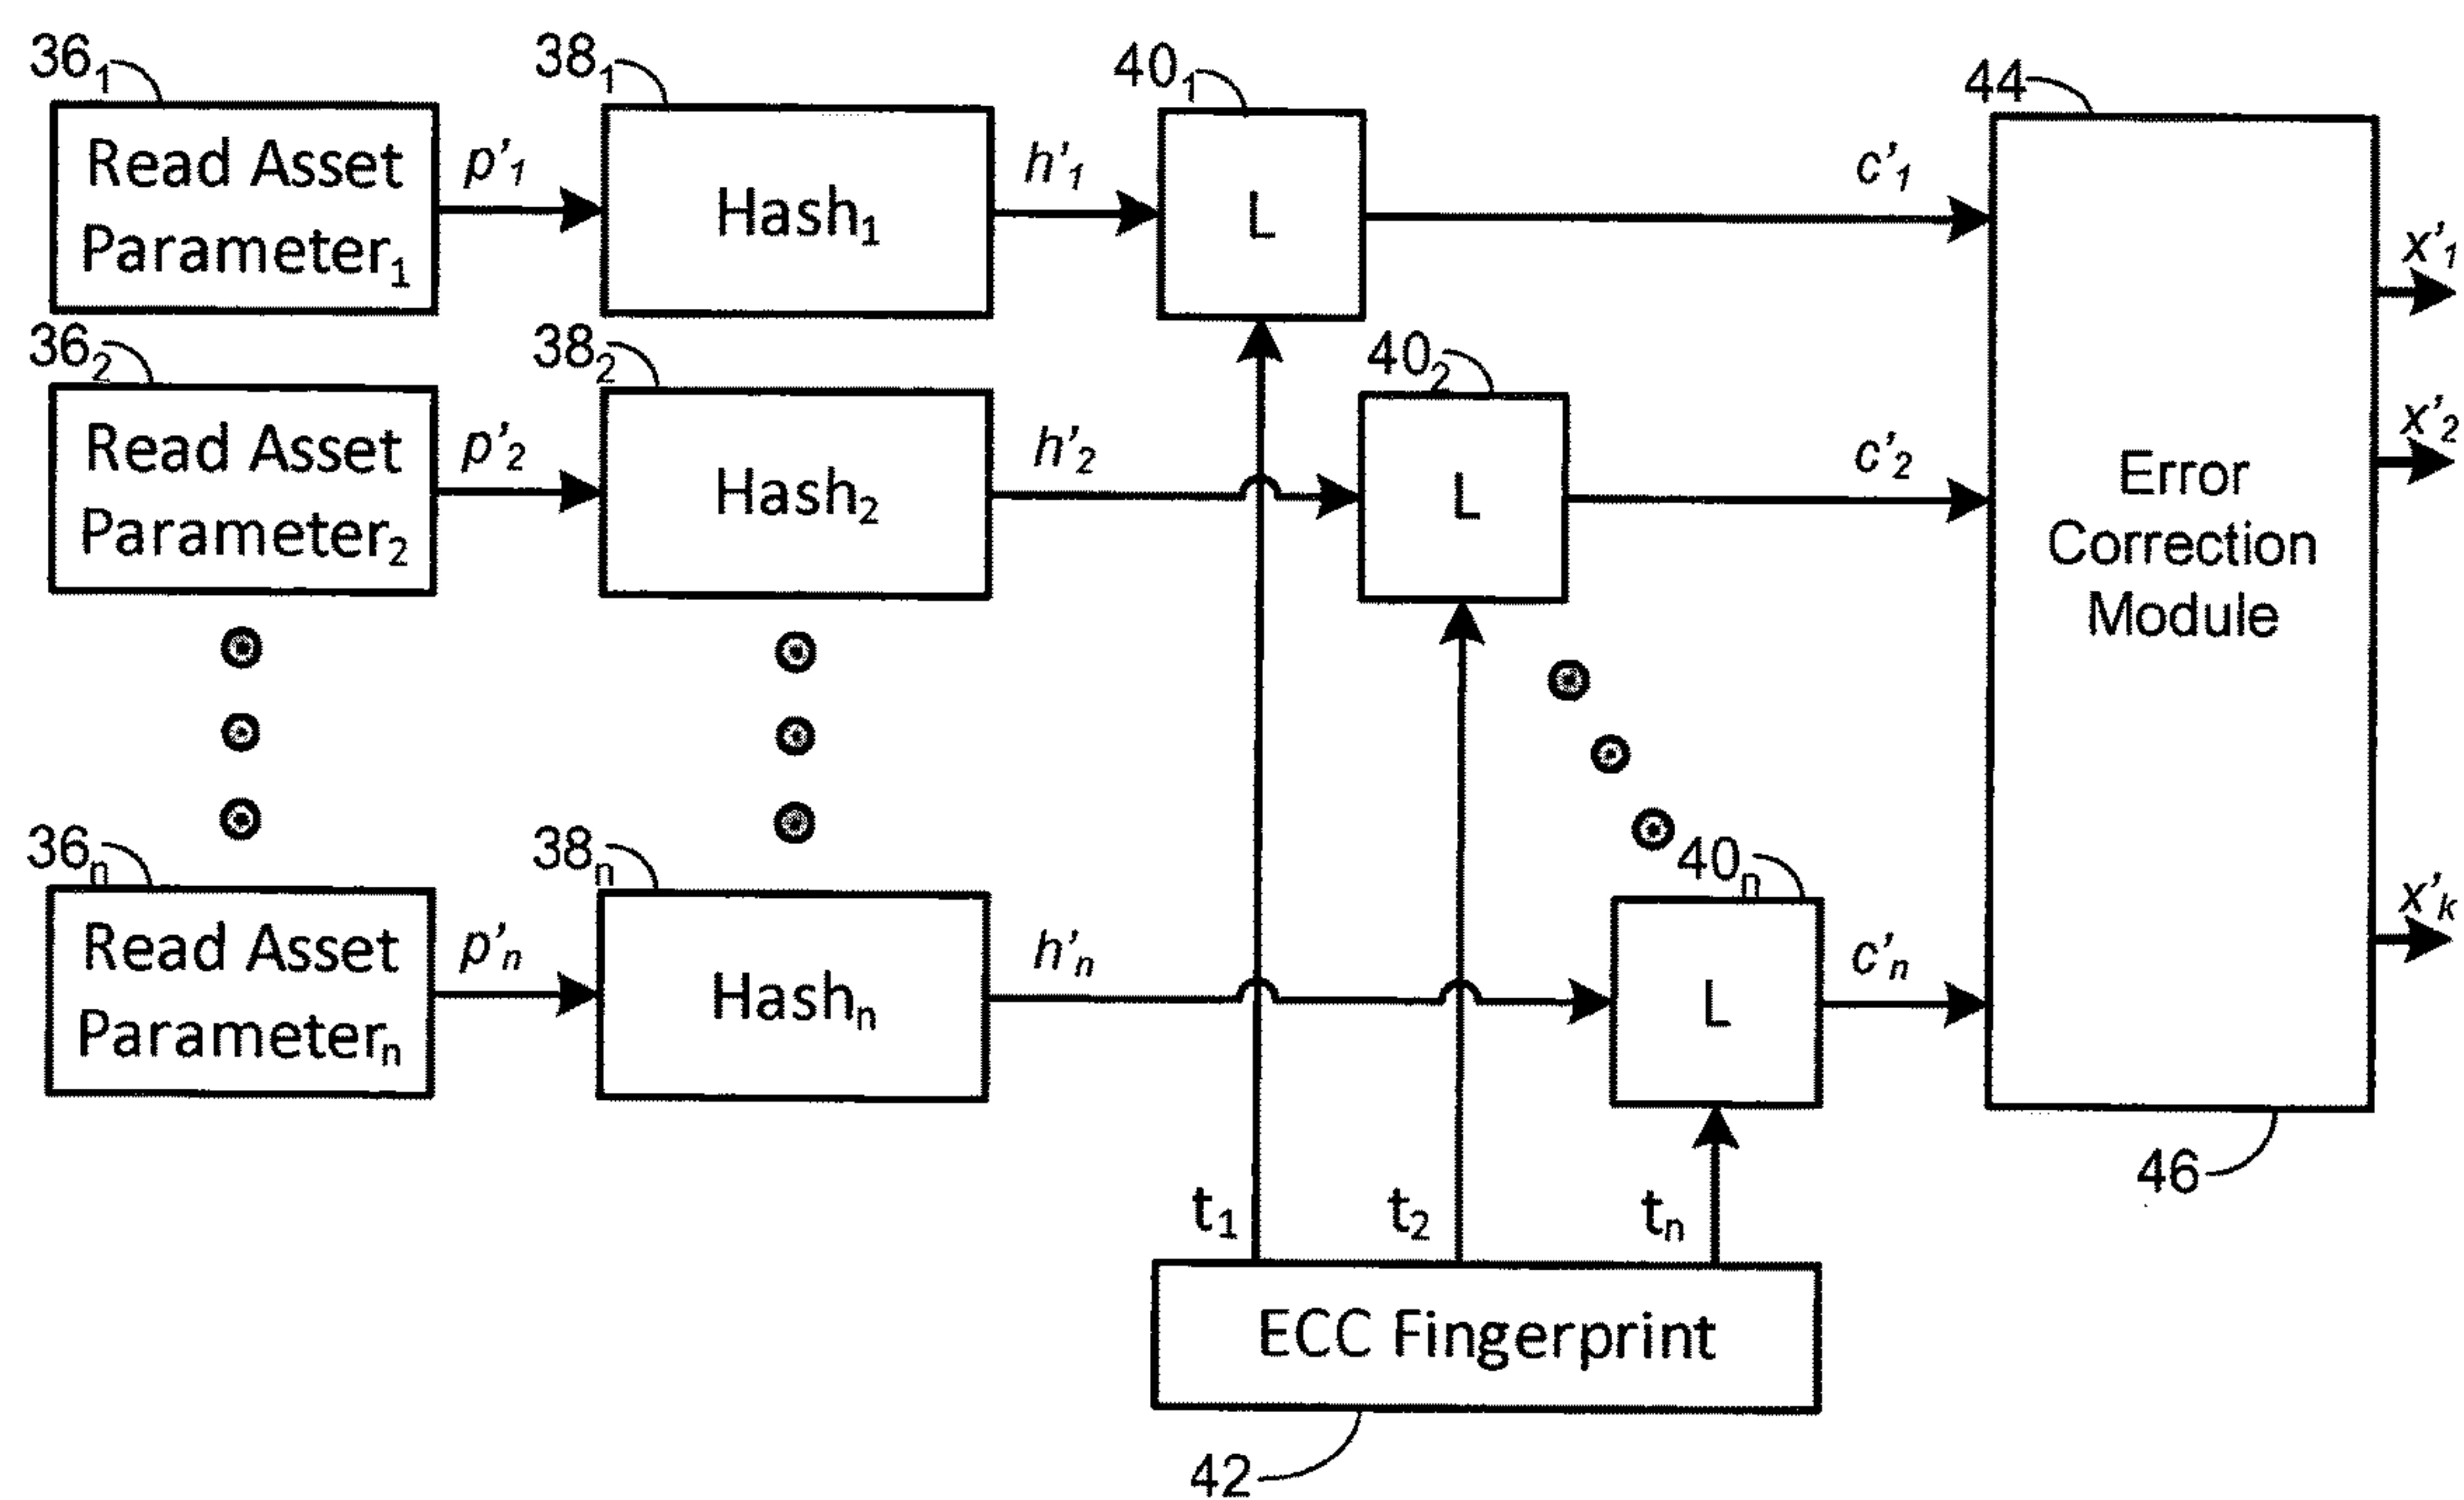 36₁
38₁
40₁
44
Read Asset
Parameter₁
p'₁
Hash₁
h'₁
L
c'₁
x'₁
36₂
38₂
40₂
Read Asset
Parameter₂
p'₂
Hash₂
h'₂
L
c'₂
x'₂
Error
Correction
Module
36ₙ
38ₙ
40ₙ
Read Asset
Parameterₙ
p'ₙ
Hashₙ
h'ₙ
L
c'ₙ
x'ₖ
46
t₁
t₂
tₙ
ECC Fingerprint
42